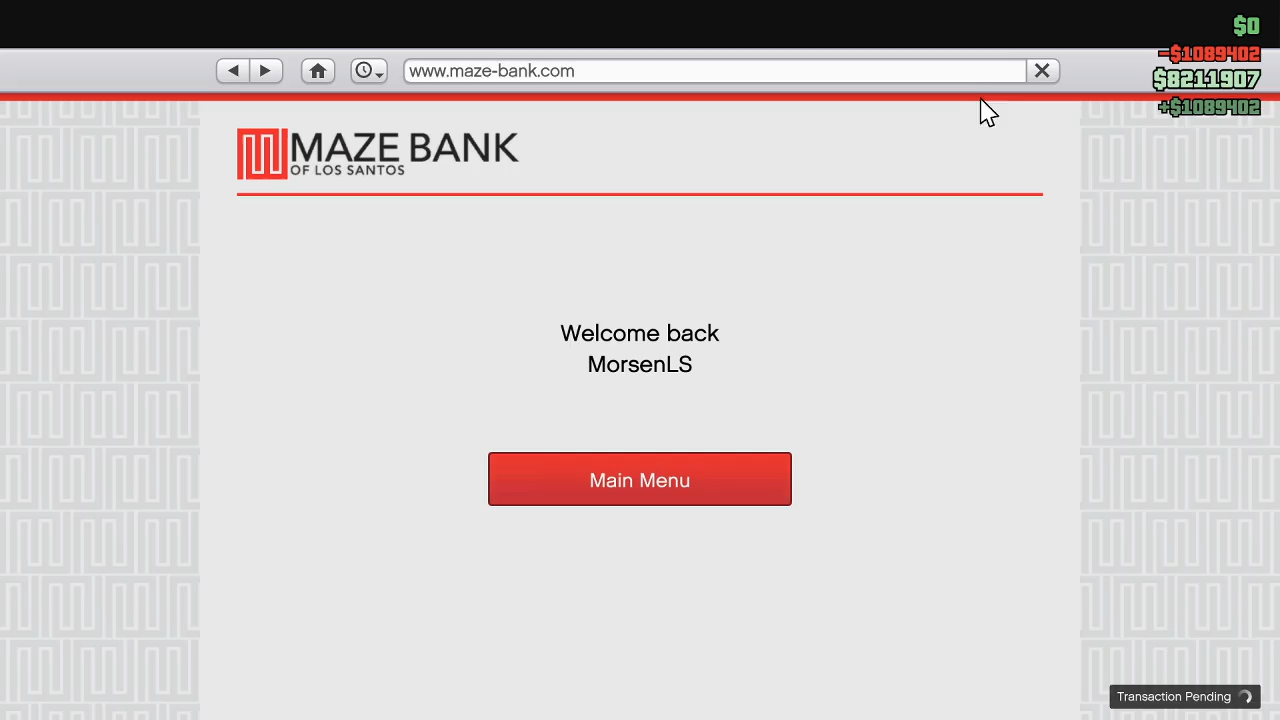 $0
www.maze-bank.com
-$1089402
$8211907
+$1089402
MAZE BANK
OF LOS SANTOS
Welcome back
MorsenLS
Main Menu
Transaction Pending